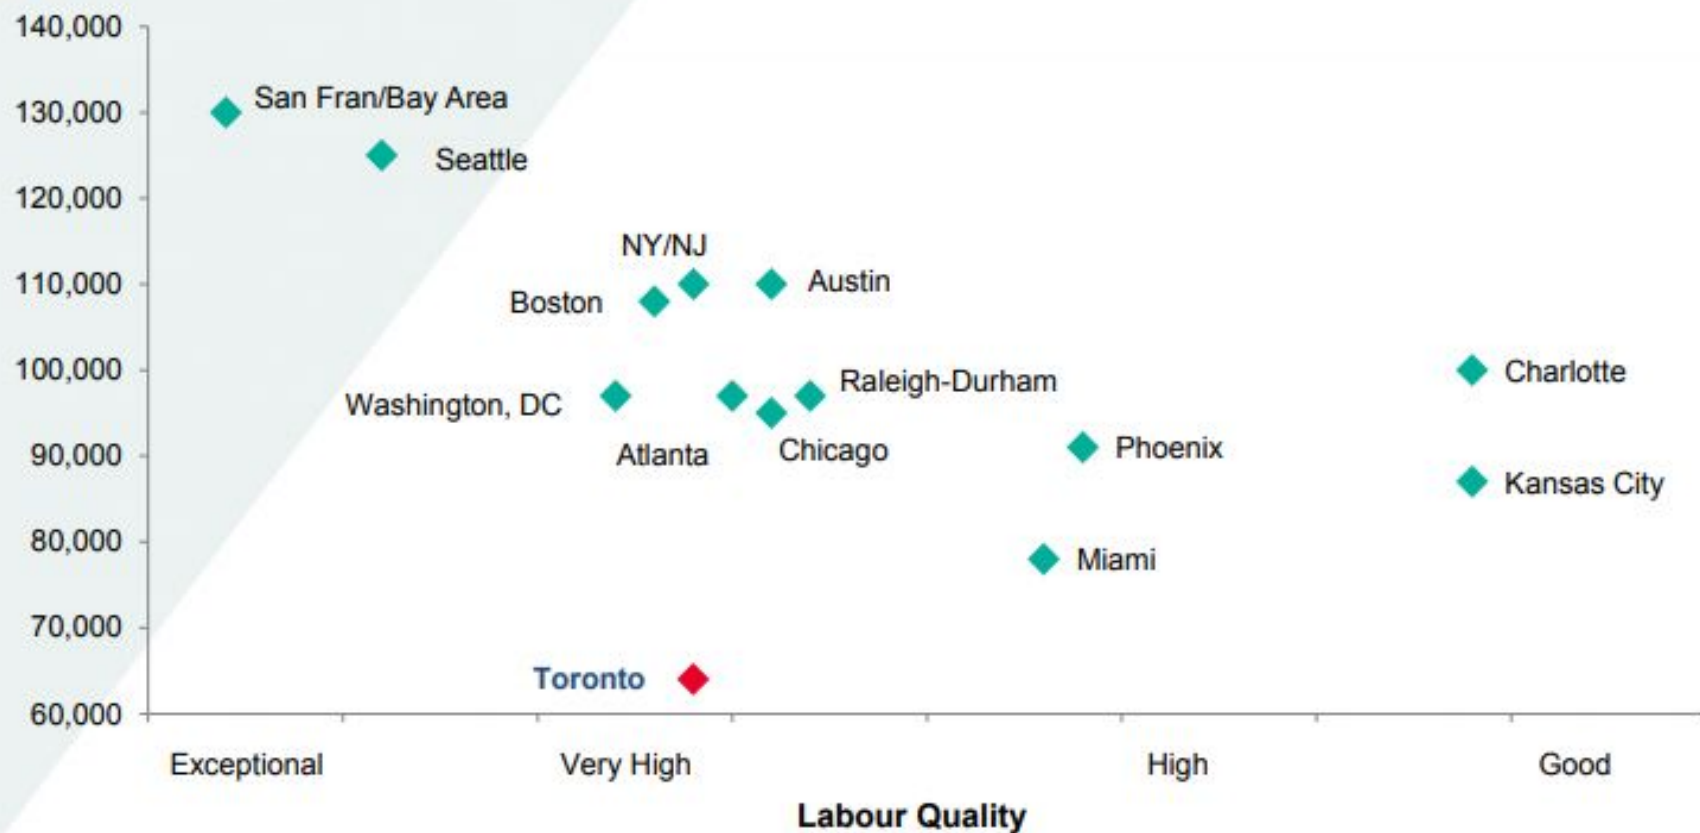 140,000
130,000
120,000
110,000
100,000
90,000
80,000
70,000
60,000
San Fran/Bay Area
Seattle
NY/NJ
Boston
Austin
Washington, DC
Raleigh-Durham
Atlanta
Chicago
Charlotte
Phoenix
Kansas City
Miami
Toronto
Exceptional
Very High
High
Good
Labour Quality